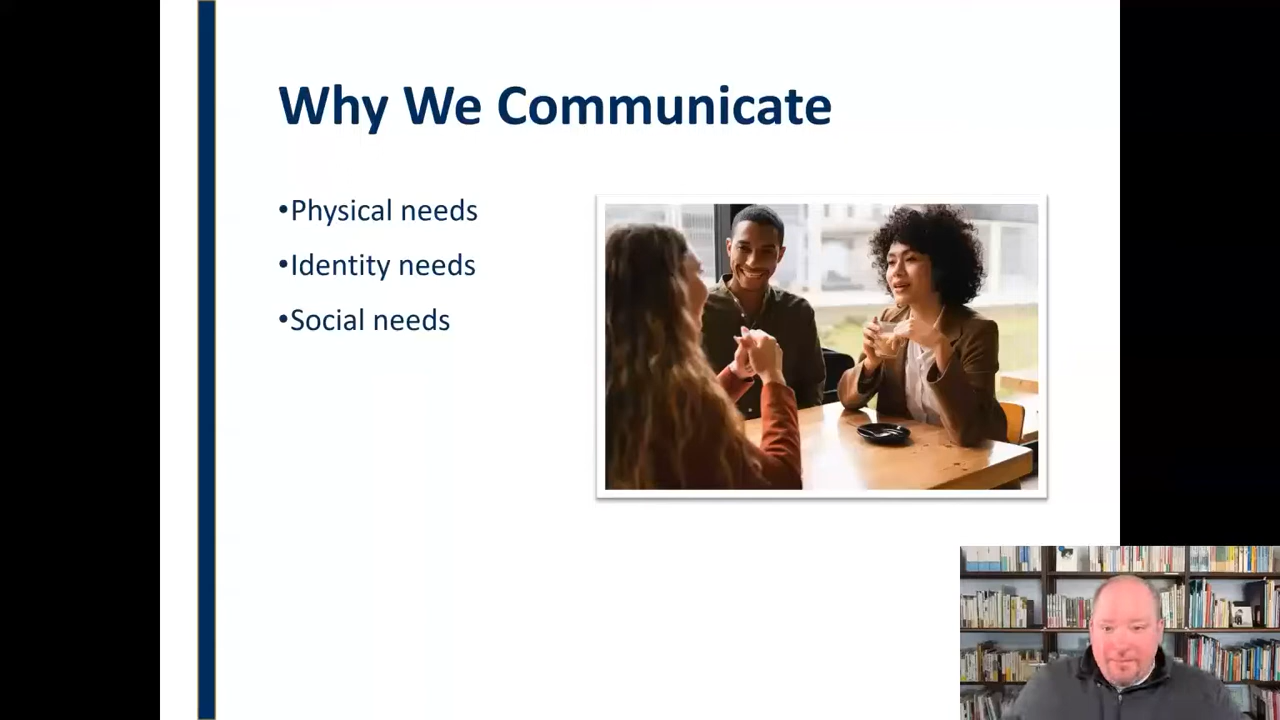 Why We Communicate
•Physical needs
•Identity needs
•Social needs